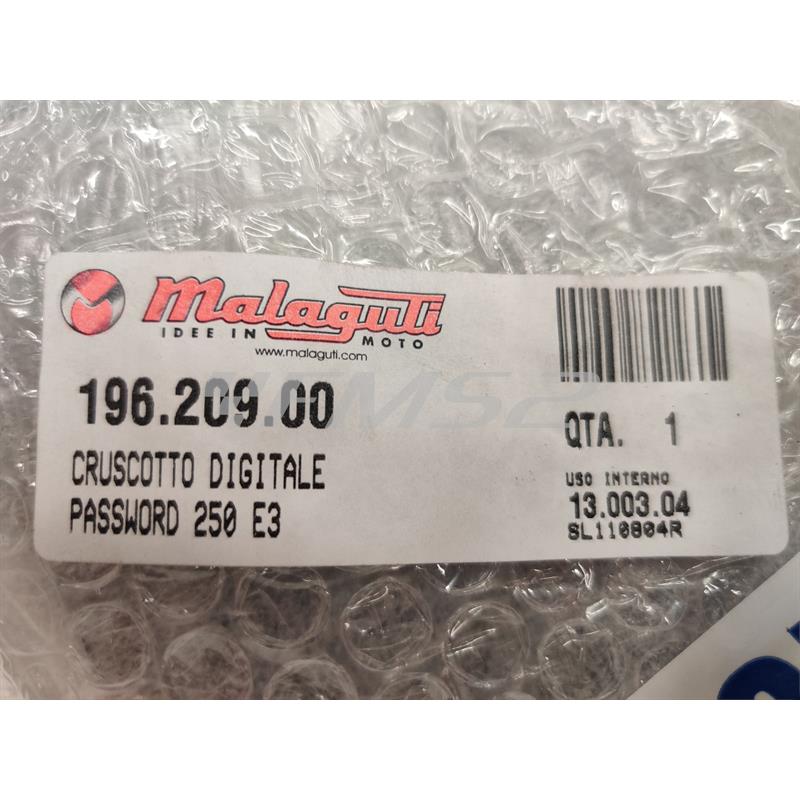 Malaguti
IDEE IN MOTO
www.malaguti.com
196.209.00
CRUSCOTTO DIGITALE
PASSWORD 250 E3
QTA. 1
USO INTERNO
13.003.04
SL110804R